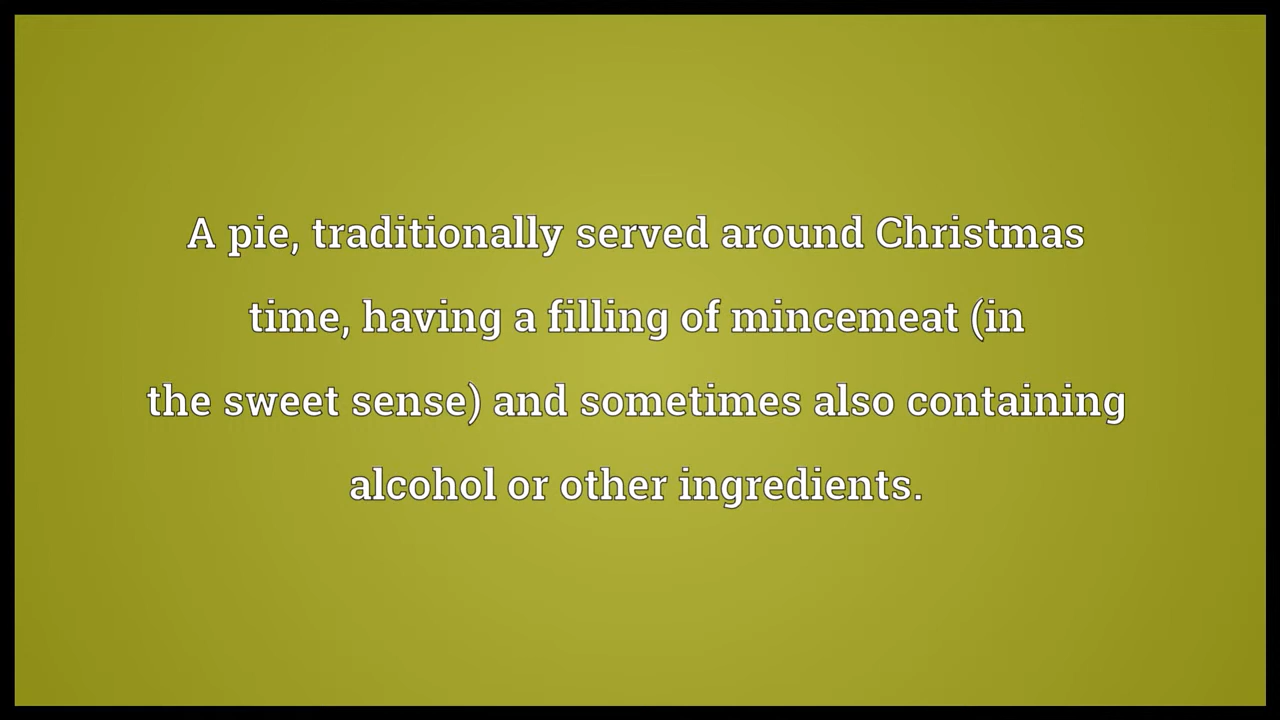 A pie, traditionally served around Christmas
time, having a filling of mincemeat (in
the sweet sense) and sometimes also containing
alcohol or other ingredients.